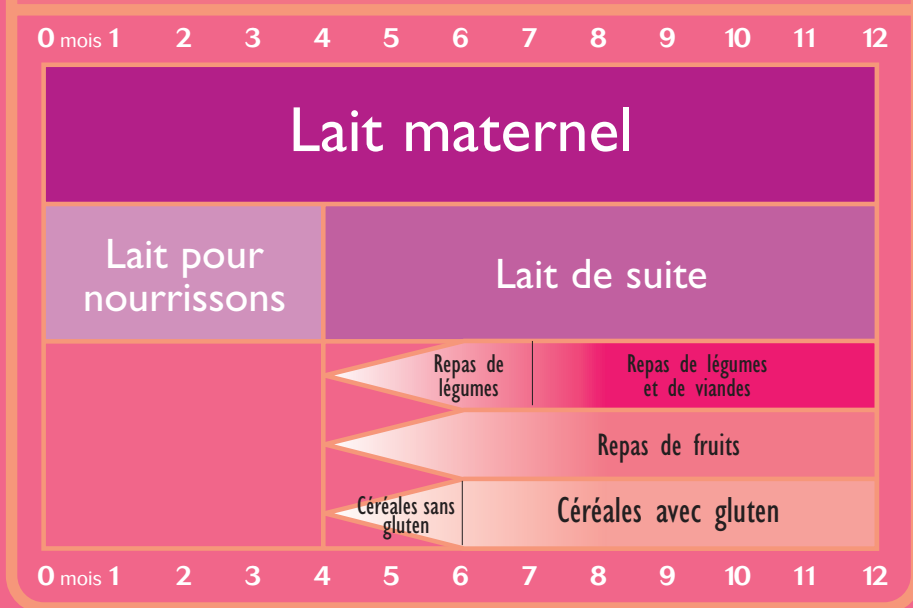 0 mois 1 2 3 4 5 6 7 8 9 10 11 12
Lait maternel
Lait pour
nourrissons
Lait de suite
Repas de
légumes
Repas de légumes
et de viandes
Repas de fruits
Céréales sans
gluten
Céréales avec gluten
0 mois 1 2 3 4 5 6 7 8 9 10 11 12